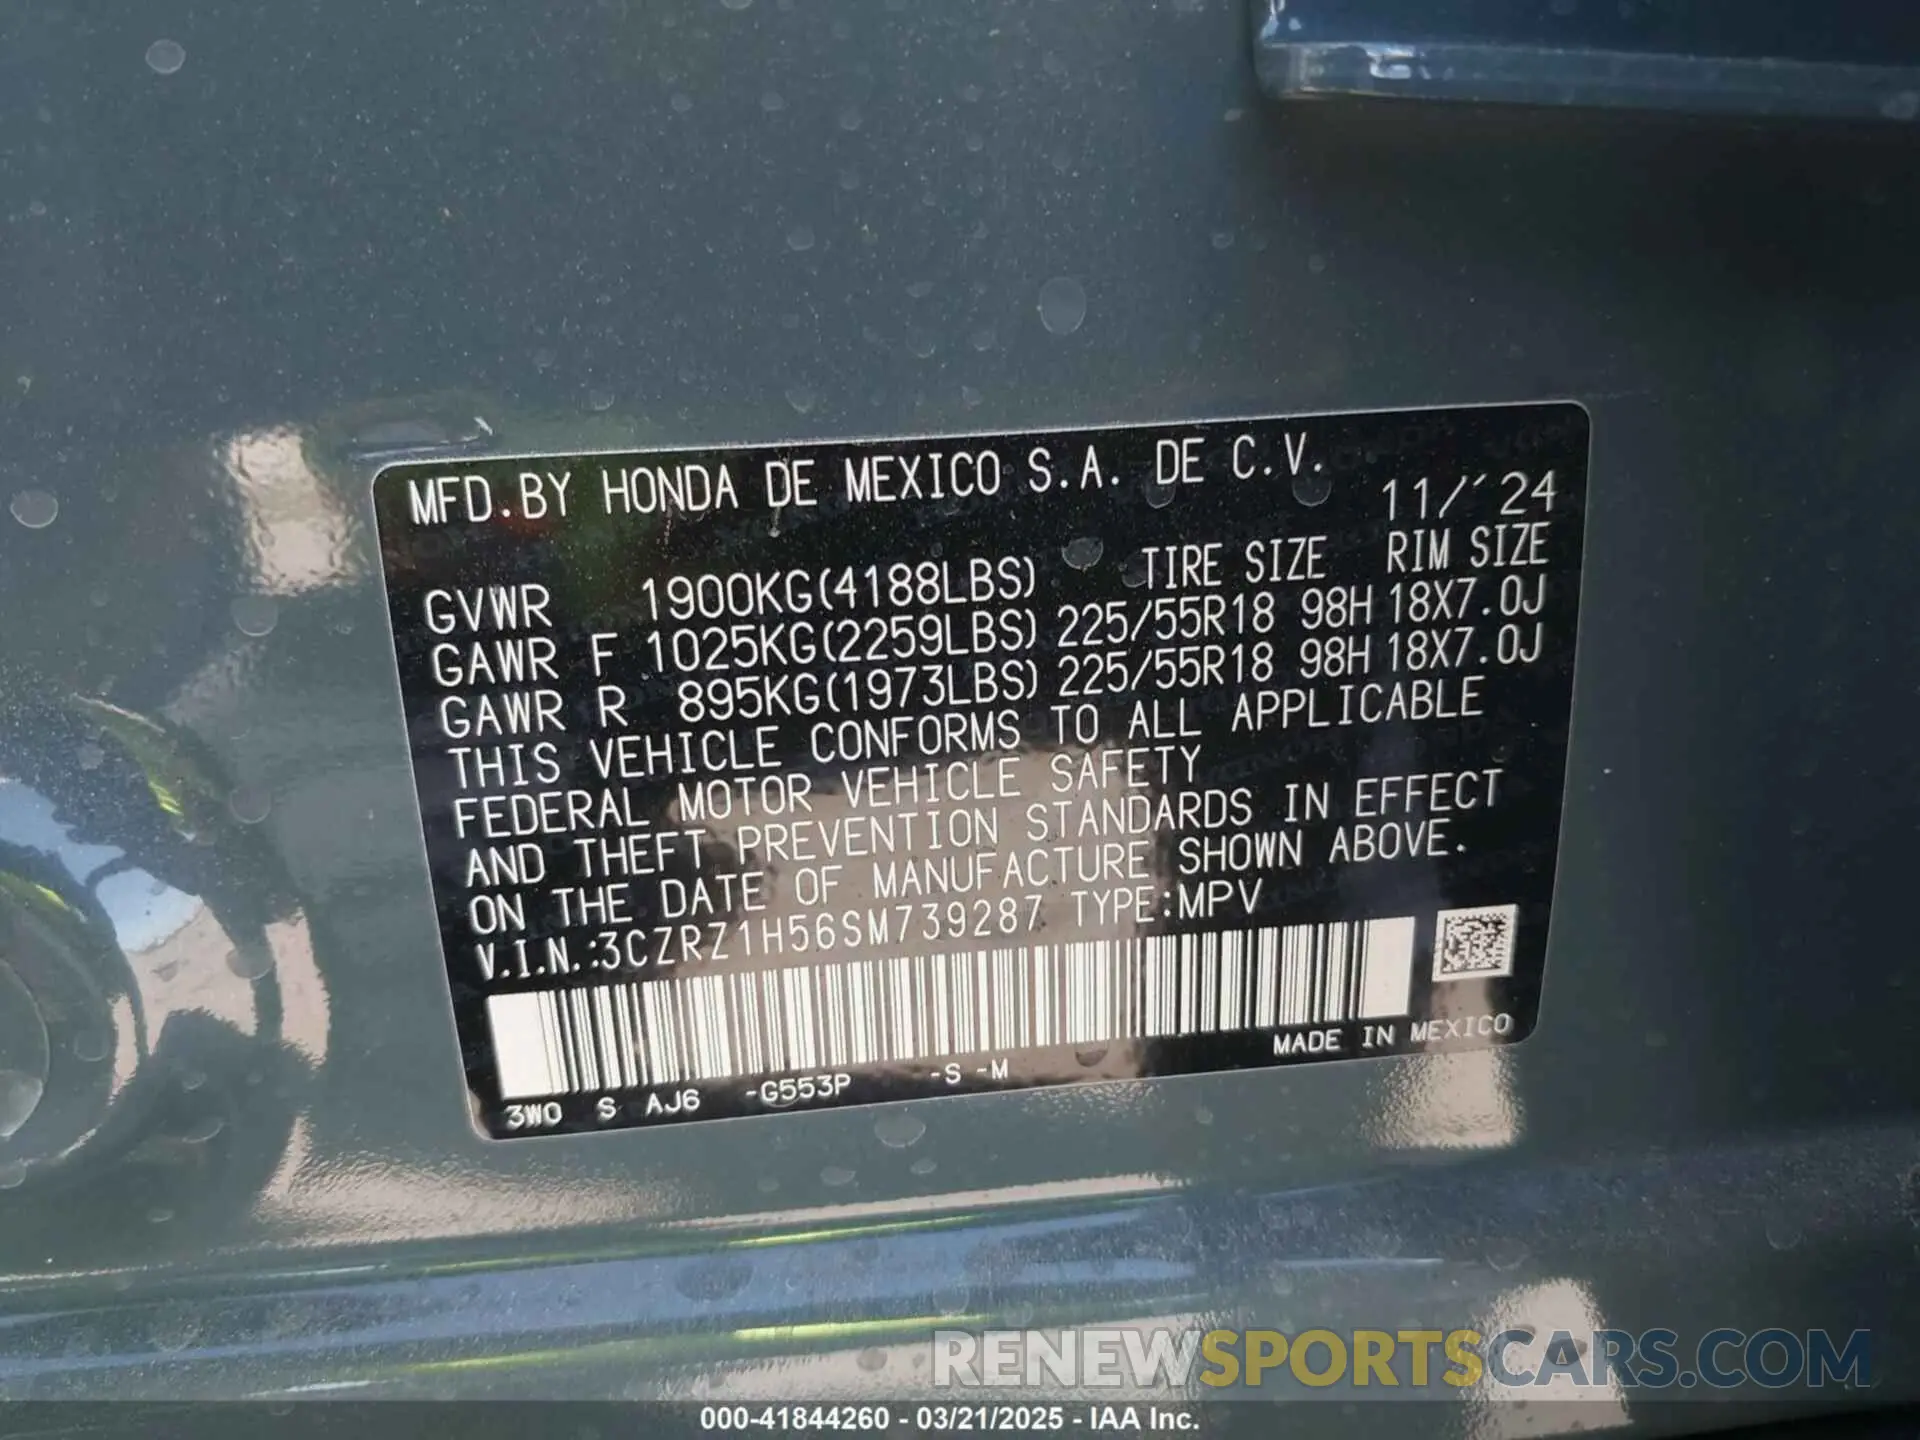 MFD.BY HONDA DE MEXICO S.A. DE C.V.
11/´24
GVWR 1900KG(4188LBS) TIRE SIZE RIM SIZE
GAWR F 1025KG(2259LBS) 225/55R18 98H 18X7.0J
GAWR R 895KG(1973LBS) 225/55R18 98H 18X7.0J
THIS VEHICLE CONFORMS TO ALL APPLICABLE
FEDERAL MOTOR VEHICLE SAFETY
AND THEFT PREVENTION STANDARDS IN EFFECT
ON THE DATE OF MANUFACTURE SHOWN ABOVE.
V.I.N.:3CZRZ1H56SM739287 TYPE:MPV
MADE IN MEXICO
3W0 S AJ6 -G553P -S -M
RENEWSPORTSCARS.COM
000-41844260 - 03/21/2025 - IAA Inc.